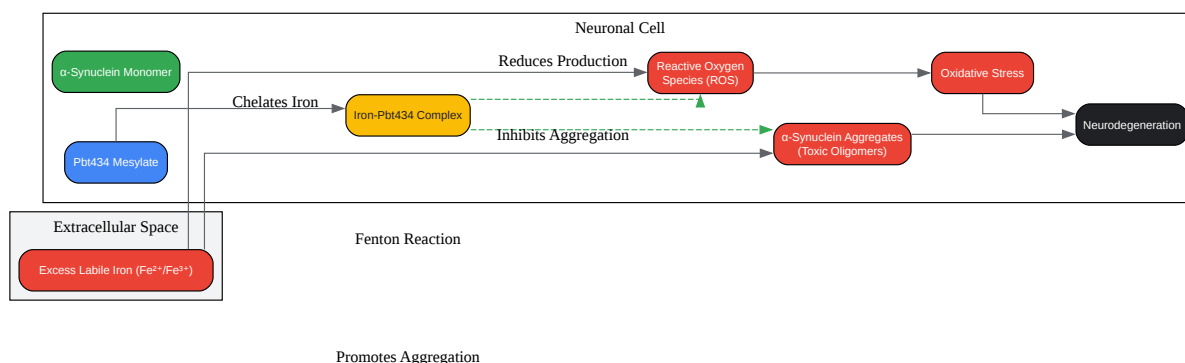 Neuronal Cell
α-Synuclein Monomer
Reduces Production
Reactive Oxygen
Species (ROS)
Oxidative Stress
Chelates Iron
Iron-Pbt434 Complex
Neurodegeneration
Inhibits Aggregation
α-Synuclein Aggregates
(Toxic Oligomers)
Pbt434 Mesylate
Extracellular Space
Fenton Reaction
Excess Labile Iron (Fe²⁺/Fe³⁺)
Promotes Aggregation